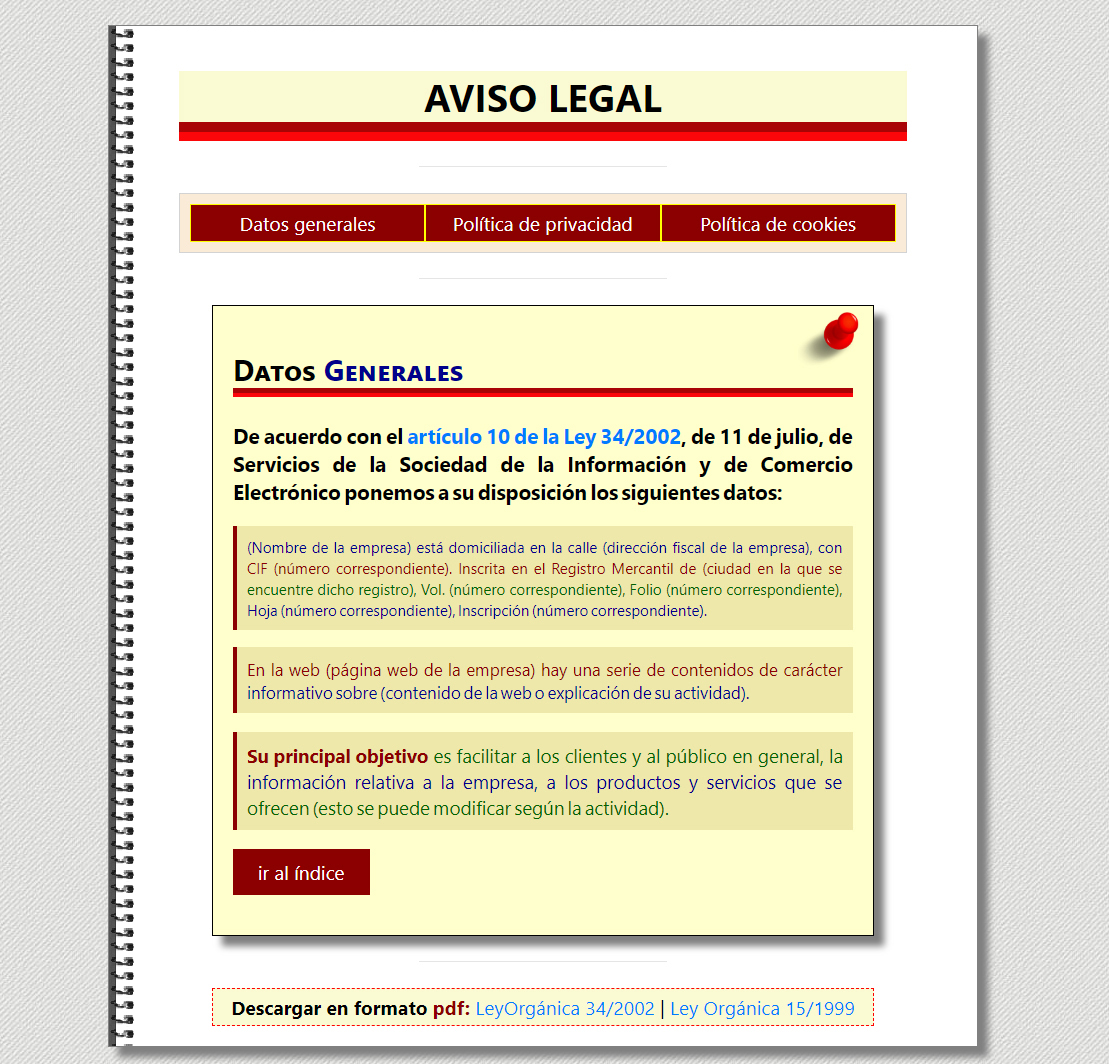 AVISO LEGAL
Datos generales
Política de privacidad
Política de cookies
Datos Generales
De acuerdo con el artículo 10 de la Ley 34/2002, de 11 de julio, de
Servicios de la Sociedad de la Información y de Comercio
Electrónico ponemos a su disposición los siguientes datos:
(Nombre de la empresa) está domiciliada en la calle (dirección fiscal de la empresa), con
CIF (número correspondiente). Inscrita en el Registro Mercantil de (ciudad en la que se
encuentre dicho registro), Vol. (número correspondiente), Folio (número correspondiente),
Hoja (número correspondiente), Inscripción (número correspondiente).
En la web (página web de la empresa) hay una serie de contenidos de carácter
informativo sobre (contenido de la web o explicación de su actividad).
Su principal objetivo es facilitar a los clientes y al público en general, la
información relativa a la empresa, a los productos y servicios que se
ofrecen (esto se puede modificar según la actividad).
ir al índice
Descargar en formato pdf: LeyOrgánica 34/2002 | Ley Orgánica 15/1999